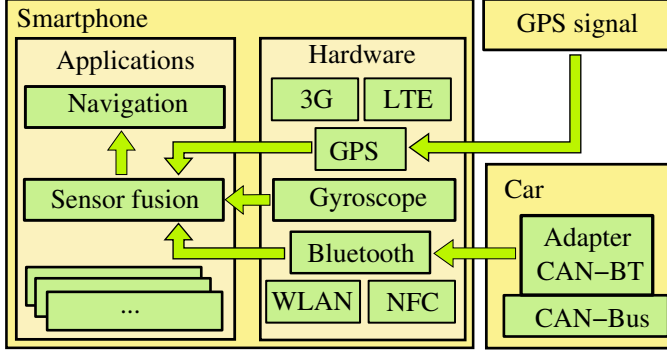 Smartphone
Applications
Navigation
Sensor fusion
...
Hardware
3G
LTE
GPS
Gyroscope
Bluetooth
WLAN
NFC
GPS signal
Car
Adapter
CAN−BT
CAN−Bus